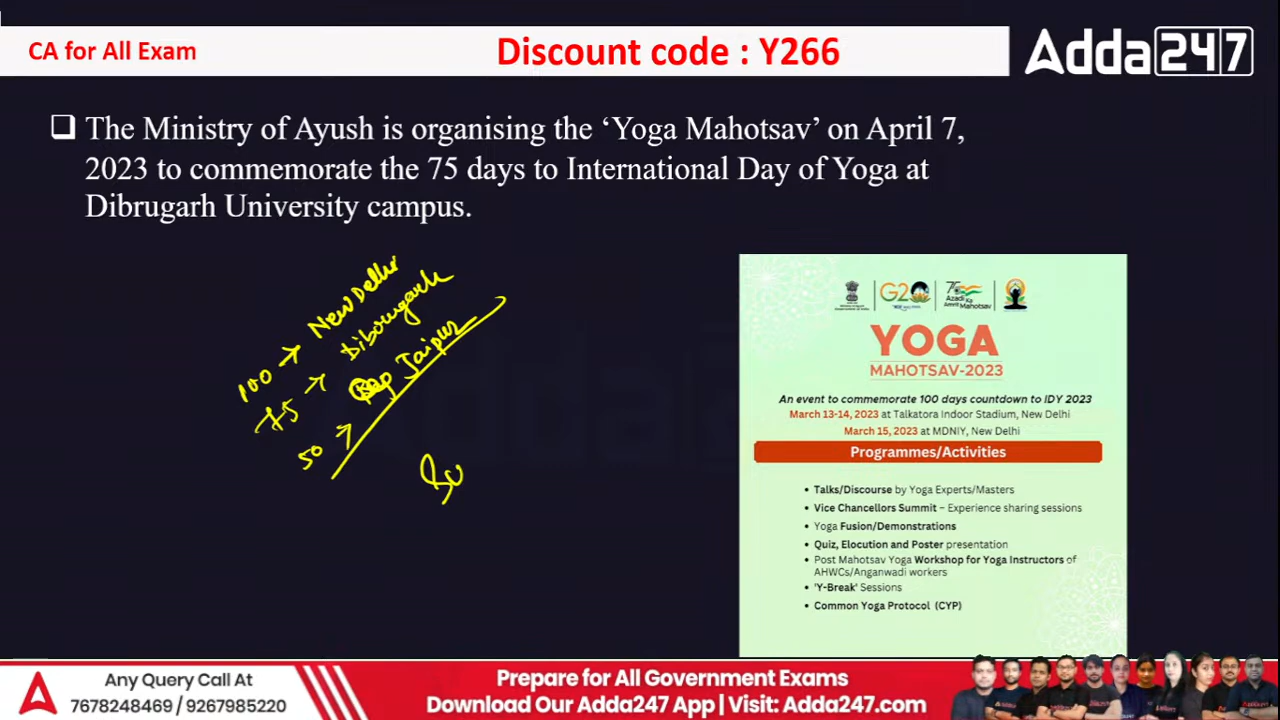 CA for All Exam
Discount code : Y266
Adda247
❑ The Ministry of Ayush is organising the ‘Yoga Mahotsav’ on April 7,
2023 to commemorate the 75 days to International Day of Yoga at
Dibrugarh University campus.
100 → New Delhi
75 → Dibrugarh
50 → Jaipur
G20
75
Azadi Ka
Amrit Mahotsav
YOGA
MAHOTSAV-2023
An event to commemorate 100 days countdown to IDY 2023
March 13-14, 2023 at Talkatora Indoor Stadium, New Delhi
March 15, 2023 at MDNIY, New Delhi
Programmes/Activities
• Talks/Discourse by Yoga Experts/Masters
• Vice Chancellors Summit – Experience sharing sessions
• Yoga Fusion/Demonstrations
• Quiz, Elocution and Poster presentation
• Post Mahotsav Yoga Workshop for Yoga Instructors of
AHWCs/Anganwadi workers
• 'Y-Break' Sessions
• Common Yoga Protocol (CYP)
Any Query Call At
7678248469 / 9267985220
Prepare for All Government Exams
Download Our Adda247 App | Visit: Adda247.com